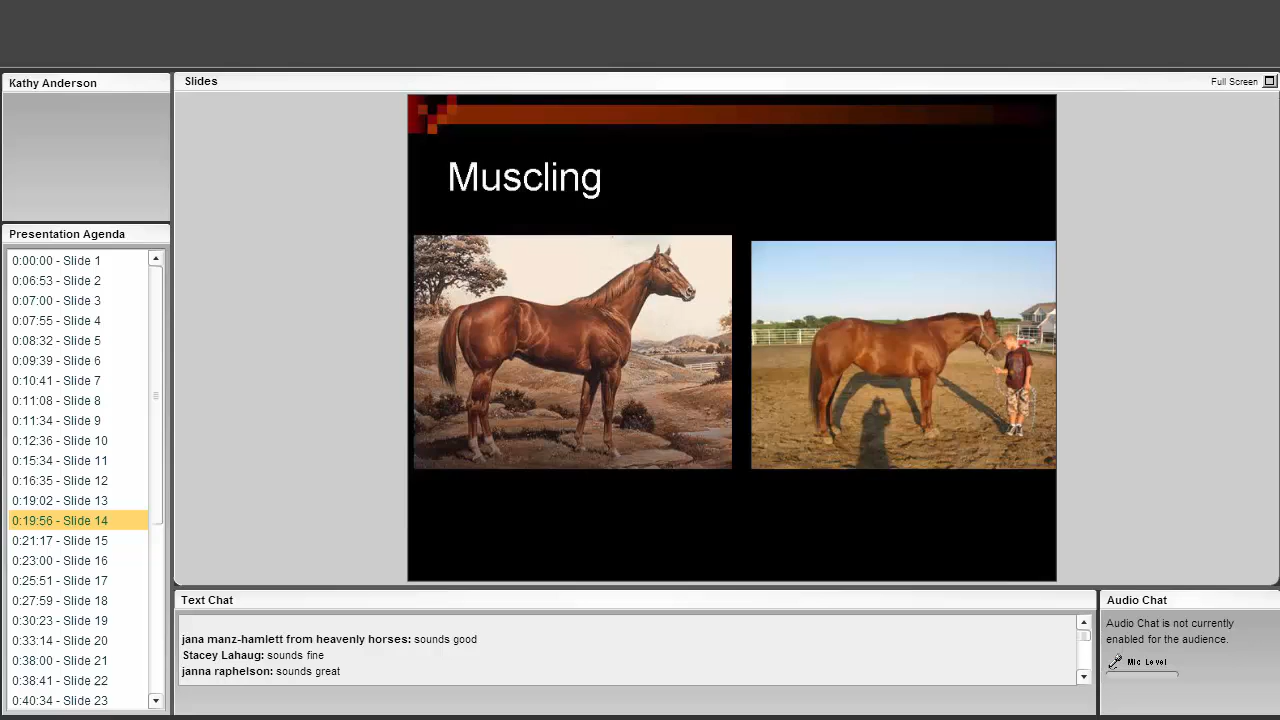 Kathy Anderson
Slides
Full Screen
Muscling
Presentation Agenda
0:00:00 - Slide 1
0:06:53 - Slide 2
0:07:00 - Slide 3
0:07:55 - Slide 4
0:08:32 - Slide 5
0:09:39 - Slide 6
0:10:41 - Slide 7
0:11:08 - Slide 8
0:11:34 - Slide 9
0:12:36 - Slide 10
0:15:34 - Slide 11
0:16:35 - Slide 12
0:19:02 - Slide 13
0:19:56 - Slide 14
0:21:17 - Slide 15
0:23:00 - Slide 16
0:25:51 - Slide 17
0:27:59 - Slide 18
0:30:23 - Slide 19
0:33:14 - Slide 20
0:38:00 - Slide 21
0:38:41 - Slide 22
0:40:34 - Slide 23
Text Chat
jana manz-hamlett from heavenly horses: sounds good
Stacey Lahaug: sounds fine
janna raphelson: sounds great
Audio Chat
Audio Chat is not currently
enabled for the audience.
Mic Level